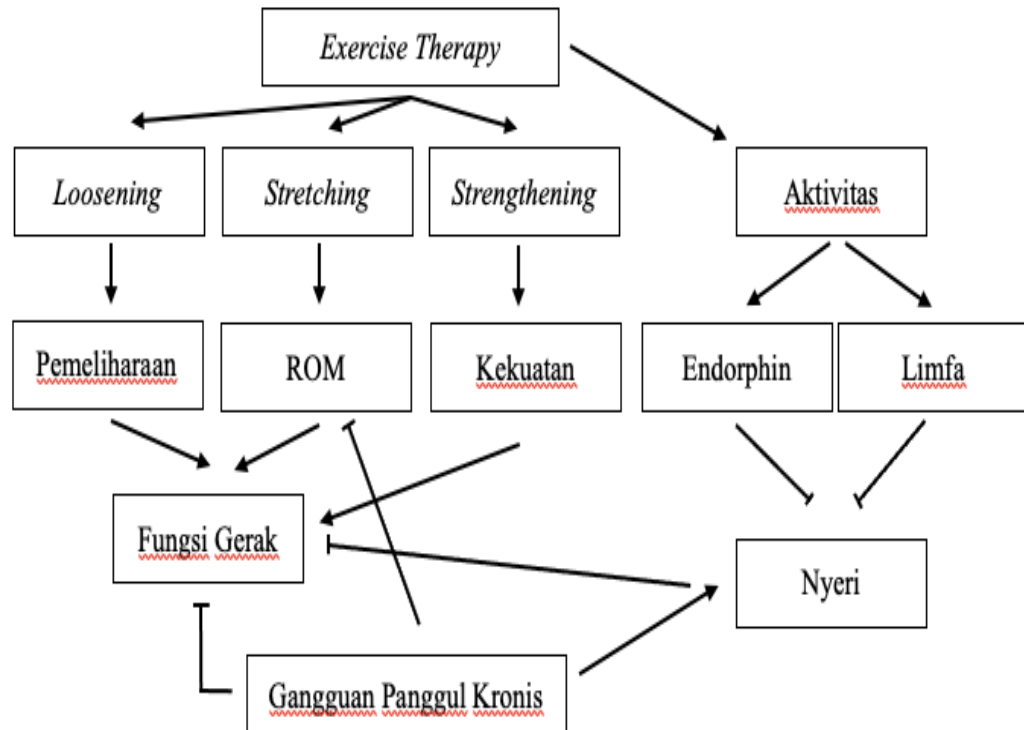 Exercise Therapy
Loosening
Stretching
Strengthening
Aktivitas
Pemeliharaan
ROM
Kekuatan
Endorphin
Limfa
Fungsi Gerak
Nyeri
Gangguan Panggul Kronis